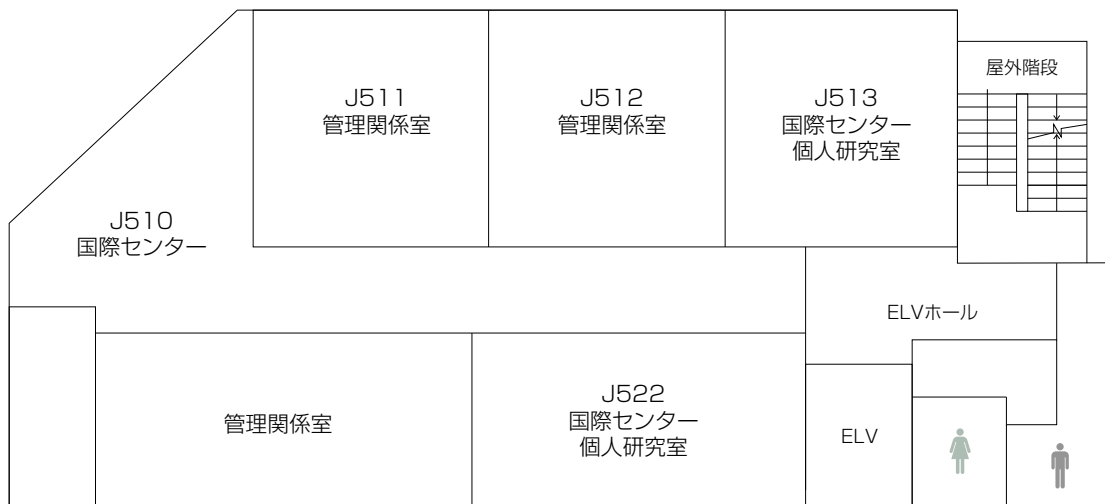 屋外階段
J511
管理関係室
J512
管理関係室
J513
国際センター
個人研究室
J510
国際センター
ELVホール
管理関係室
J522
国際センター
個人研究室
ELV